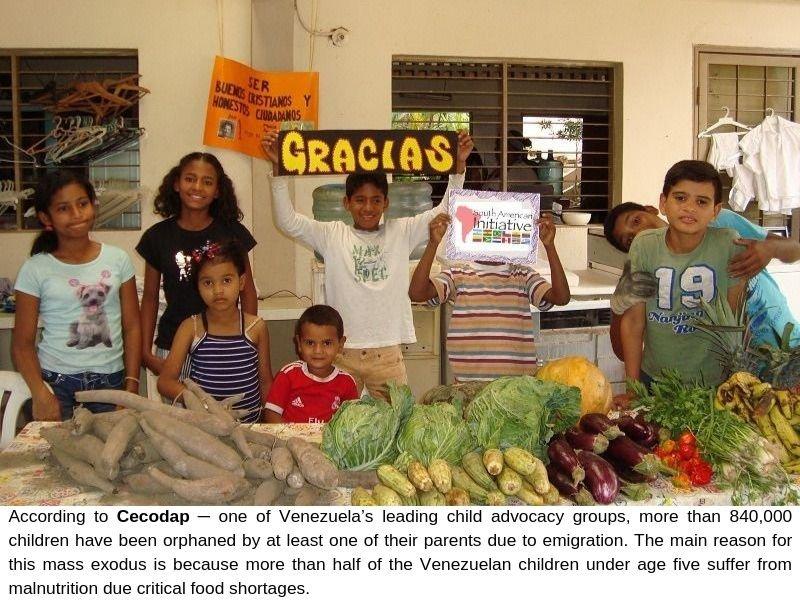 SER
BUENOS CRISTIANOS Y
HONESTOS CIUDADANOS
GRACIAS
South American
Initiative
MAX
SPEC
19
Nanjing
According to Cecodap — one of Venezuela's leading child advocacy groups, more than 840,000
children have been orphaned by at least one of their parents due to emigration. The main reason for
this mass exodus is because more than half of the Venezuelan children under age five suffer from
malnutrition due critical food shortages.